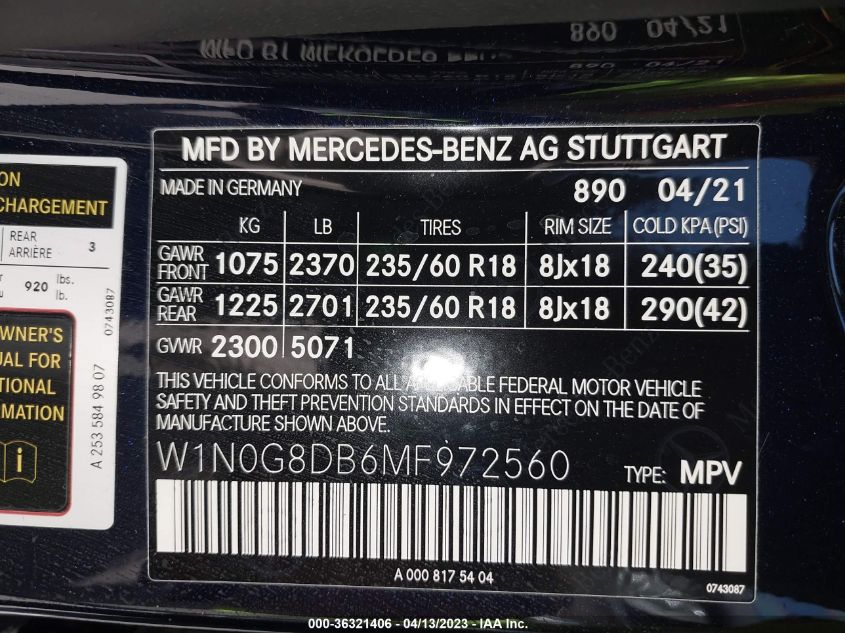 890 04/21
MFD BY MERCEDES-BENZ AG STUTTGART
MADE IN GERMANY 890 04/21
KG LB TIRES RIM SIZE COLD KPA(PSI)
GAWR FRONT 1075 2370 235/60 R18 8Jx18 240(35)
GAWR REAR 1225 2701 235/60 R18 8Jx18 290(42)
GVWR 2300 5071
THIS VEHICLE CONFORMS TO ALL APPLICABLE FEDERAL MOTOR VEHICLE
SAFETY AND THEFT PREVENTION STANDARDS IN EFFECT ON THE DATE OF
MANUFACTURE SHOWN ABOVE.
W1N0G8DB6MF972560 TYPE: MPV
A 000 817 54 04
0743087
ON
CHARGEMENT
REAR
ARRIÈRE 3
920 lbs.
lb.
WNER'S
UAL FOR
TIONAL
RMATION
i
A 253 584 98 07
0743087
000-36321406 - 04/13/2023 - IAA Inc.